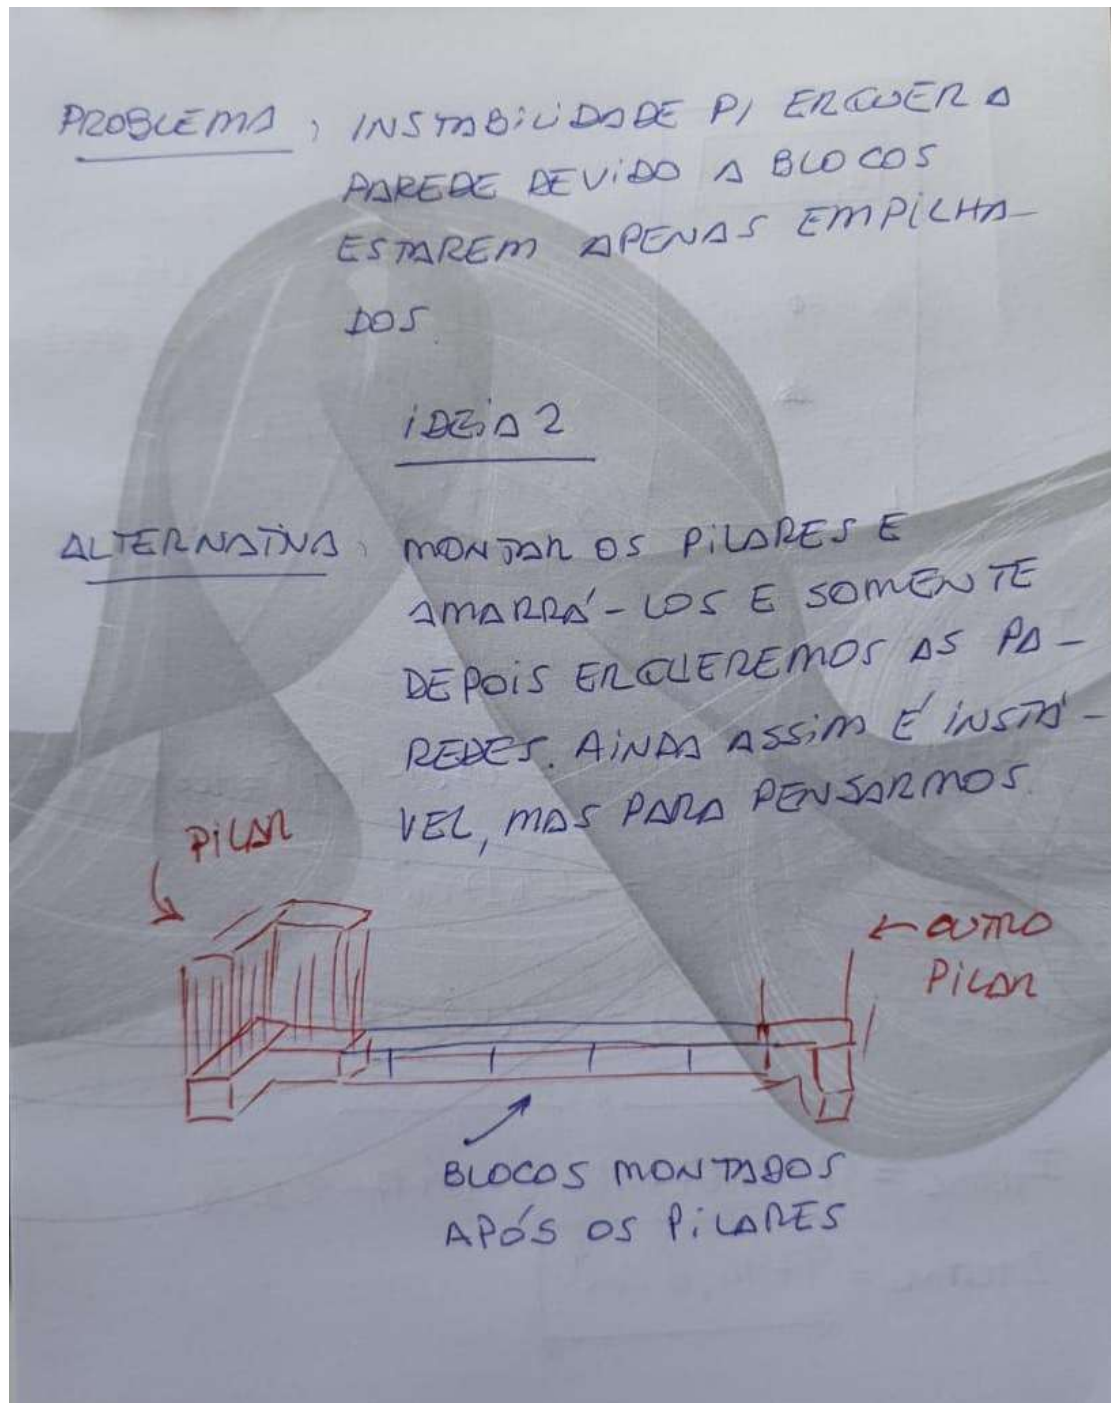 PROBLEMA, INSTABILIDADE P/ ERGUER A
PAREDE DEVIDO A BLOCOS
ESTAREM APENAS EMPILHA-
DOS
IDEIA 2
ALTERNATIVA, MONTAR OS PILARES E
AMARRÁ-LOS E SOMENTE
DEPOIS ERGUEREMOS AS PA-
REDES. AINDA ASSIM É INSTÁ-
VEL, MAS PARA PENSARMOS.
PILAR
← OUTRO
PILAR
BLOCOS MONTADOS
APÓS OS PILARES